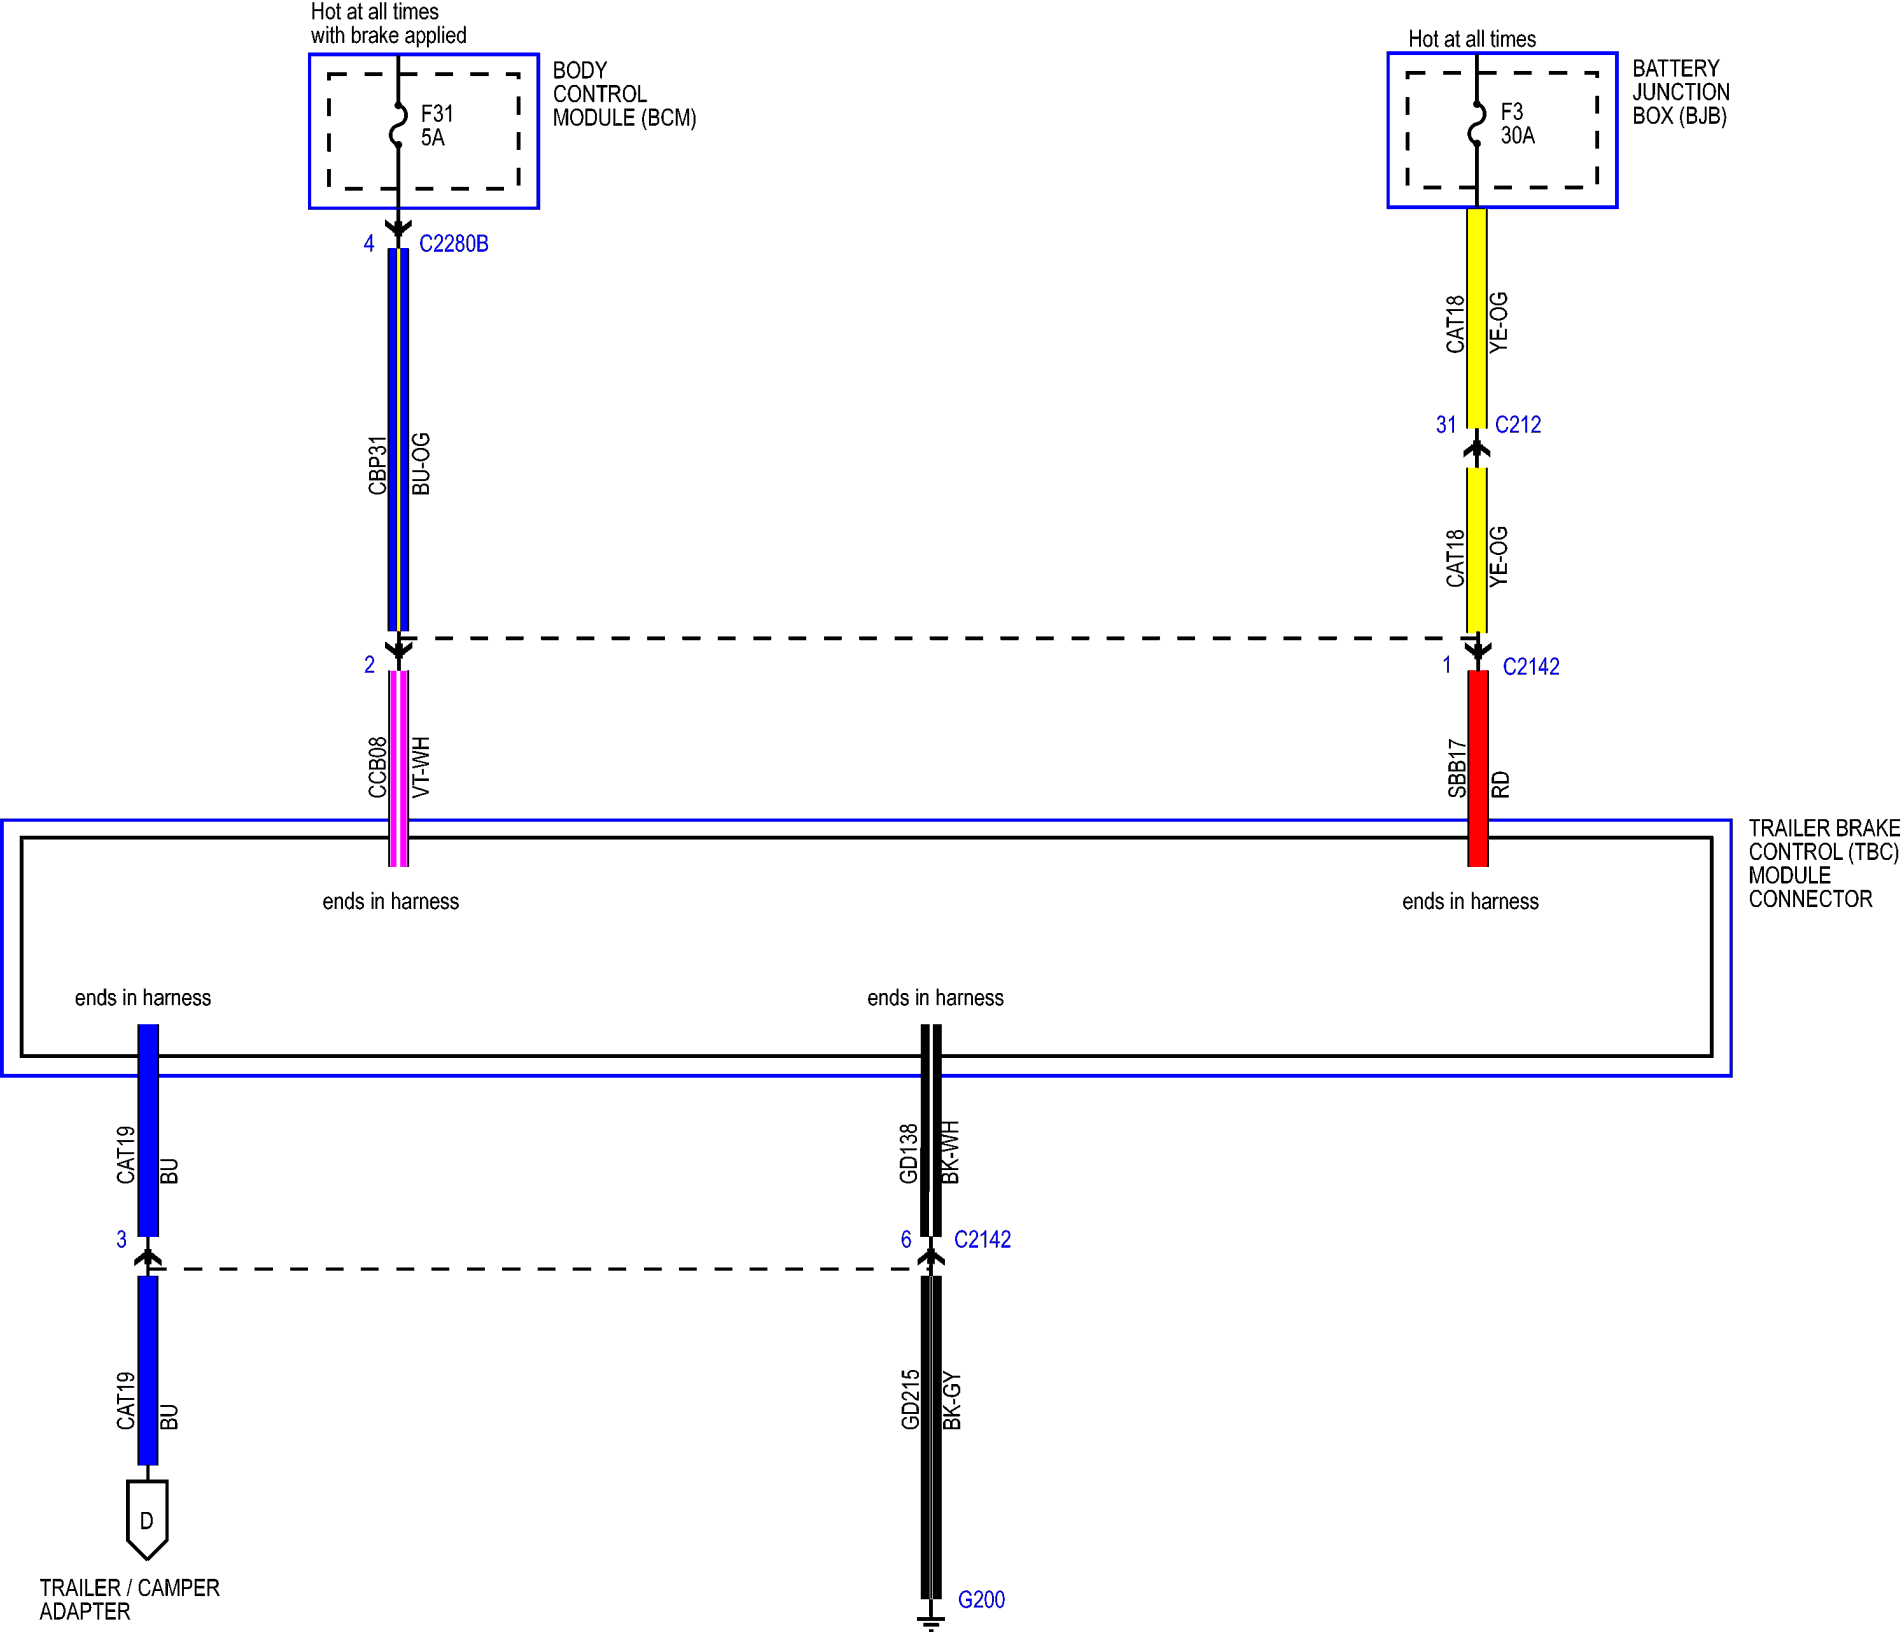 Hot at all times
with brake applied
BODY
CONTROL
MODULE (BCM)
F31
5A
4
C2280B
CBP31
BU-OG
Hot at all times
BATTERY
JUNCTION
BOX (BJB)
F3
30A
CAT18
YE-OG
31
C212
CAT18
YE-OG
2
1
C2142
CCB08
VT-WH
SBB17
RD
TRAILER BRAKE
CONTROL (TBC)
MODULE
CONNECTOR
ends in harness
ends in harness
ends in harness
ends in harness
CAT19
BU
GD138
BK-WH
3
6
C2142
CAT19
BU
GD215
BK-GY
D
TRAILER / CAMPER
ADAPTER
G200